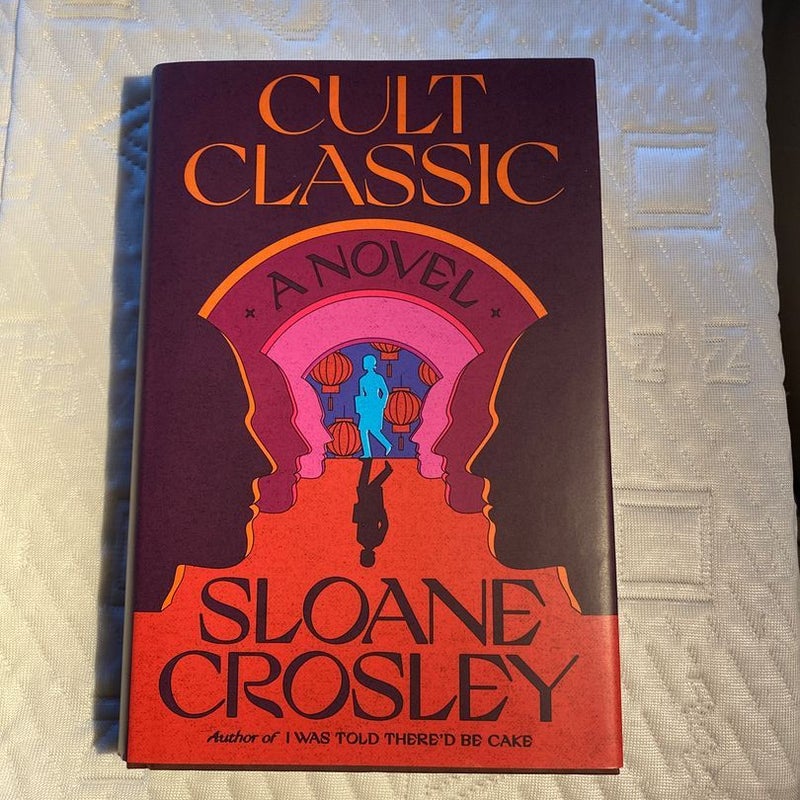 CULT
CLASSIC
A NOVEL
SLOANE
CROSLEY
Author of I WAS TOLD THERE'D BE CAKE